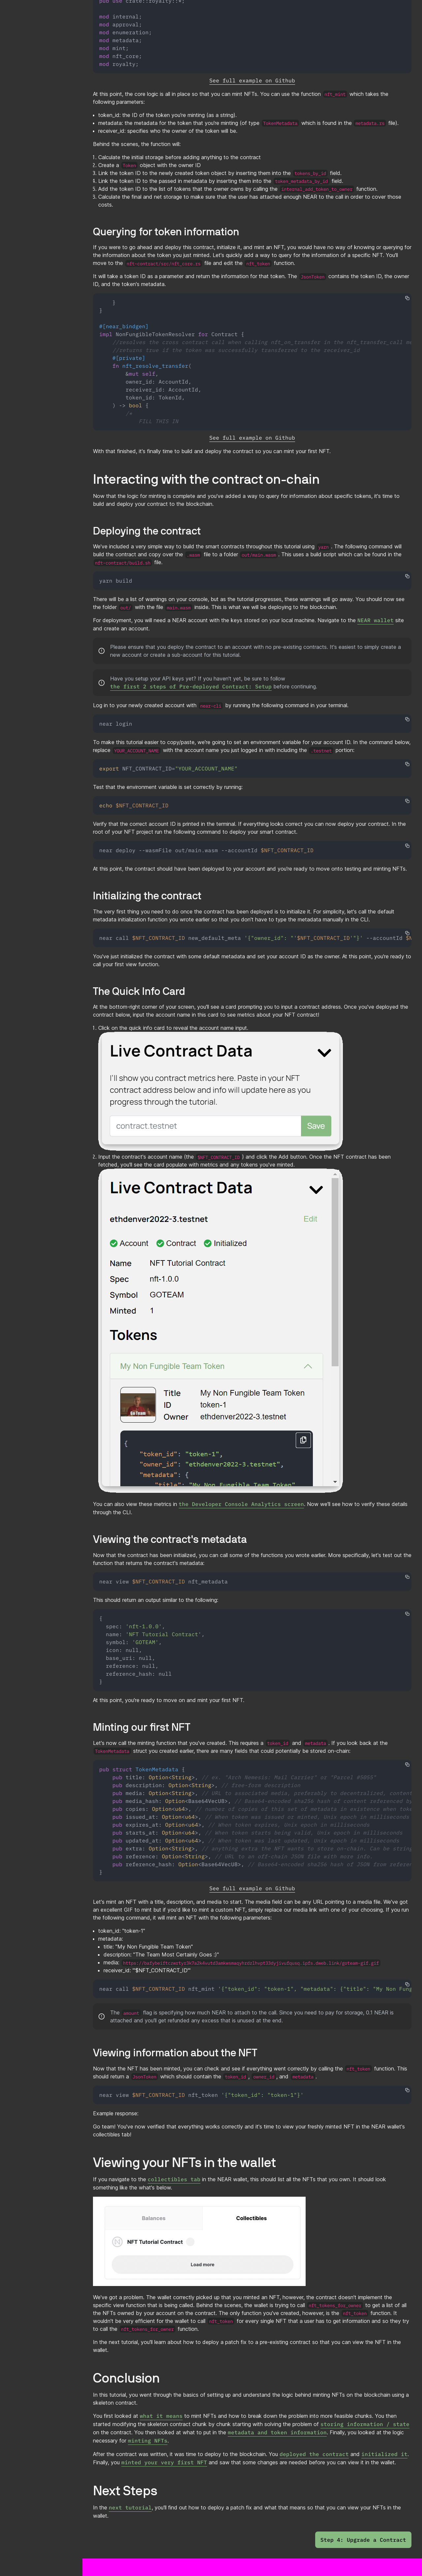 pub use crate::royalty::*;
mod internal;
mod approval;
mod enumeration;
mod metadata;
mod mint;
mod nft_core;
mod royalty;
See full example on Github
At this point, the core logic is all in place so that you can mint NFTs. You can use the function nft_mint which takes the
following parameters:
• token_id: the ID of the token you're minting (as a string).
• metadata: the metadata for the token that you're minting (of type TokenMetadata which is found in the metadata.rs file).
• receiver_id: specifies who the owner of the token will be.
Behind the scenes, the function will:
1. Calculate the initial storage before adding anything to the contract
2. Create a Token object with the owner ID
3. Link the token ID to the newly created token object by inserting them into the tokens_by_id field.
4. Link the token ID to the passed in metadata by inserting them into the token_metadata_by_id field.
5. Add the token ID to the list of tokens that the owner owns by calling the internal_add_token_to_owner function.
6. Calculate the final and net storage to make sure that the user has attached enough NEAR to the call in order to cover those
costs.
Querying for token information
If you were to go ahead and deploy this contract, initialize it, and mint an NFT, you would have no way of knowing or querying for
the information about the token you just minted. Let's quickly add a way to query for the information of a specific NFT. You'll
move to the nft-contract/src/nft_core.rs file and edit the nft_token function.
It will take a token ID as a parameter and return the information for that token. The JsonToken contains the token ID, the owner
ID, and the token's metadata.
}
}
#[near_bindgen]
impl NonFungibleTokenResolver for Contract {
//resolves the cross contract call when calling nft_on_transfer in the nft_transfer_call
//returns true if the token was successfully transferred to the receiver_id
#[private]
fn nft_resolve_transfer(
&mut self,
owner_id: AccountId,
receiver_id: AccountId,
token_id: TokenId,
) -> bool {
/*
FILL THIS IN
See full example on Github
With that finished, it's finally time to build and deploy the contract so you can mint your first NFT.
Interacting with the contract on-chain
Now that the logic for minting is complete and you've added a way to query for information about specific tokens, it's time to
build and deploy your contract to the blockchain.
Deploying the contract
We've included a very simple way to build the smart contracts throughout this tutorial using yarn. The following command will
build the contract and copy over the .wasm file to a folder out/main.wasm. This uses a build script which can be found in the
nft-contract/build.sh file.
yarn build
There will be a list of warnings on your console, but as the tutorial progresses, these warnings will go away. You should now see
the folder out/ with the file main.wasm inside. This is what we will be deploying to the blockchain.
For deployment, you will need a NEAR account with the keys stored on your local machine. Navigate to the NEAR wallet site
and create an account.
Please ensure that you deploy the contract to an account with no pre-existing contracts. It's easiest to simply create a
new account or create a sub-account for this tutorial.
Have you setup your API keys yet? If you haven't yet, be sure to follow
the first 2 steps of Pre-deployed Contract: Setup before continuing.
Log in to your newly created account with near-cli by running the following command in your terminal.
near login
To make this tutorial easier to copy/paste, we're going to set an environment variable for your account ID. In the command below,
replace YOUR_ACCOUNT_NAME with the account name you just logged in with including the .testnet portion:
export NFT_CONTRACT_ID="YOUR_ACCOUNT_NAME"
Test that the environment variable is set correctly by running:
echo $NFT_CONTRACT_ID
Verify that the correct account ID is printed in the terminal. If everything looks correct you can now deploy your contract. In the
root of your NFT project run the following command to deploy your smart contract.
near deploy --wasmFile out/main.wasm --accountId $NFT_CONTRACT_ID
At this point, the contract should have been deployed to your account and you're ready to move onto testing and minting NFTs.
Initializing the contract
The very first thing you need to do once the contract has been deployed is to initialize it. For simplicity, let's call the default
metadata initialization function you wrote earlier so that you don't have to type the metadata manually in the CLI.
near call $NFT_CONTRACT_ID new_default_meta '{"owner_id": "'$NFT_CONTRACT_ID'"}' --accountId
You've just initialized the contract with some default metadata and set your account ID as the owner. At this point, you're ready to
call your first view function.
The Quick Info Card
At the bottom-right corner of your screen, you'll see a card prompting you to input a contract address. Once you've deployed the
contract below, input the account name in this card to see metrics about your NFT contract!
1. Click on the quick info card to reveal the account name input.
Live Contract Data
I'll show you contract metrics here. Paste in your NFT
contract address below and info will update here as you
progress through the tutorial.
contract testnet
Save
2. Input the contract's account name (the $NFT_CONTRACT_ID) and click the Add button. Once the NFT contract has been
fetched, you'll see the card populate with metrics and any tokens you've minted.
Live Contract Data
ethdenver2022-3.testnet Edit
Account Contract Initialized
Name NFT Tutorial Contract
Spec nft-1.0.0
Symbol GOTEAM
Minted 1
Tokens
My Non Fungible Team Token
Title My Non Fungible Team Token
ID token-1
Owner ethdenver2022-3.testnet
{
"token_id": "token-1",
"owner_id": "ethdenver2022-3.testnet",
"metadata": {
"title": "My Non Fungible Team Token"
You can also view these metrics in the Developer Console Analytics screen. Now we'll see how to verify these details
through the CLI.
Viewing the contract's metadata
Now that the contract has been initialized, you can call some of the functions you wrote earlier. More specifically, let's test out the
function that returns the contract's metadata:
near view $NFT_CONTRACT_ID nft_metadata
This should return an output similar to the following:
{
spec: 'nft-1.0.0',
name: 'NFT Tutorial Contract',
symbol: 'GOTEAM',
icon: null,
base_uri: null,
reference: null,
reference_hash: null
}
At this point, you're ready to move on and mint your first NFT.
Minting our first NFT
Let's now call the minting function that you've created. This requires a token_id and metadata. If you look back at the
TokenMetadata struct you created earlier, there are many fields that could potentially be stored on-chain:
pub struct TokenMetadata {
pub title: Option<String>, // ex. "Arch Nemesis: Mail Carrier" or "Parcel #5055"
pub description: Option<String>, // free-form description
pub media: Option<String>, // URL to associated media, preferably to decentralized, content
pub media_hash: Option<Base64VecU8>, // Base64-encoded sha256 hash of content referenced
pub copies: Option<u64>, // number of copies of this set of metadata in existence when
pub issued_at: Option<u64>, // When token was issued or minted, Unix epoch in milliseconds
pub expires_at: Option<u64>, // When token expires, Unix epoch in milliseconds
pub starts_at: Option<u64>, // When token starts being valid, Unix epoch in milliseconds
pub updated_at: Option<u64>, // When token was last updated, Unix epoch in milliseconds
pub extra: Option<String>, // anything extra the NFT wants to store on-chain. Can be
pub reference: Option<String>, // URL to an off-chain JSON file with more info.
pub reference_hash: Option<Base64VecU8>, // Base64-encoded sha256 hash of JSON from
}
See full example on Github
Let's mint an NFT with a title, description, and media to start. The media field can be any URL pointing to a media file. We've got
an excellent GIF to mint but if you'd like to mint a custom NFT, simply replace our media link with one of your choosing. If you run
the following command, it will mint an NFT with the following parameters:
• token_id: "token-1"
• metadata:
• title: "My Non Fungible Team Token"
• description: "The Team Most Certainly Goes :)"
• media:
• receiver_id: "'$NFT_CONTRACT_ID'"
near call $NFT_CONTRACT_ID nft_mint '{"token_id": "token-1", "metadata": {"title": "My Non
The amount flag is specifying how much NEAR to attach to the call. Since you need to pay for storage, 0.1 NEAR is
attached and you'll get refunded any excess that is unused at the end.
Viewing information about the NFT
Now that the NFT has been minted, you can check and see if everything went correctly by calling the nft_token function. This
should return a JsonToken which should contain the token_id, owner_id, and metadata.
near view $NFT_CONTRACT_ID nft_token '{"token_id": "token-1"}'
Example response:
Go team! You've now verified that everything works correctly and it's time to view your freshly minted NFT in the NEAR wallet's
collectibles tab!
Viewing your NFTs in the wallet
If you navigate to the collectibles tab in the NEAR wallet, this should list all the NFTs that you own. It should look
something like the what's below.
Balances Collectibles
NFT Tutorial Contract
Load more
We've got a problem. The wallet correctly picked up that you minted an NFT, however, the contract doesn't implement the
specific view function that is being called. Behind the scenes, the wallet is trying to call nft_tokens_for_owner to get a list of all
the NFTs owned by your account on the contract. The only function you've created, however, is the nft_token function. It
wouldn't be very efficient for the wallet to call nft_token for every single NFT that a user has to get information and so they try
to call the nft_tokens_for_owner function.
In the next tutorial, you'll learn about how to deploy a patch fix to a pre-existing contract so that you can view the NFT in the
wallet.
Conclusion
In this tutorial, you went through the basics of setting up and understand the logic behind minting NFTs on the blockchain using a
skeleton contract.
You first looked at what it means to mint NFTs and how to break down the problem into more feasible chunks. You then
started modifying the skeleton contract chunk by chunk starting with solving the problem of storing information / state
on the contract. You then looked at what to put in the metadata and token information. Finally, you looked at the logic
necessary for minting NFTs.
After the contract was written, it was time to deploy to the blockchain. You deployed the contract and initialized it.
Finally, you minted your very first NFT and saw that some changes are needed before you can view it in the wallet.
Next Steps
In the next tutorial, you'll find out how to deploy a patch fix and what that means so that you can view your NFTs in the
wallet.
Step 4: Upgrade a Contract